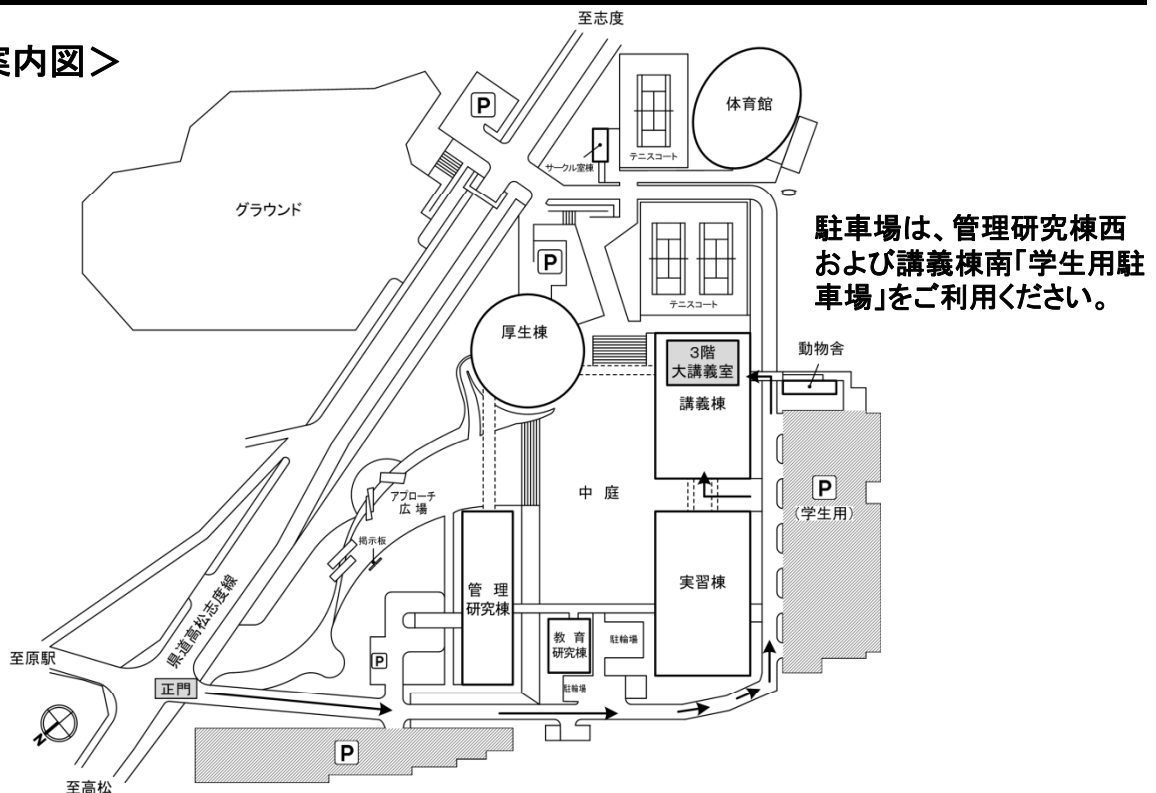 至志度
案内図＞
P
体育館
テニスコート
サークル室棟
グラウンド
駐車場は、管理研究棟西
および講義棟南「学生用駐
車場」をご利用ください。
P
テニスコート
厚生棟
3階
大講義室
動物舎
講義棟
アプローチ
広場
中庭
P
(学生用)
掲示板
管理
研究棟
実習棟
県道高松志度線
教育
研究棟
駐輪場
至原駅
P
正門
駐輪場
N
P
至高松